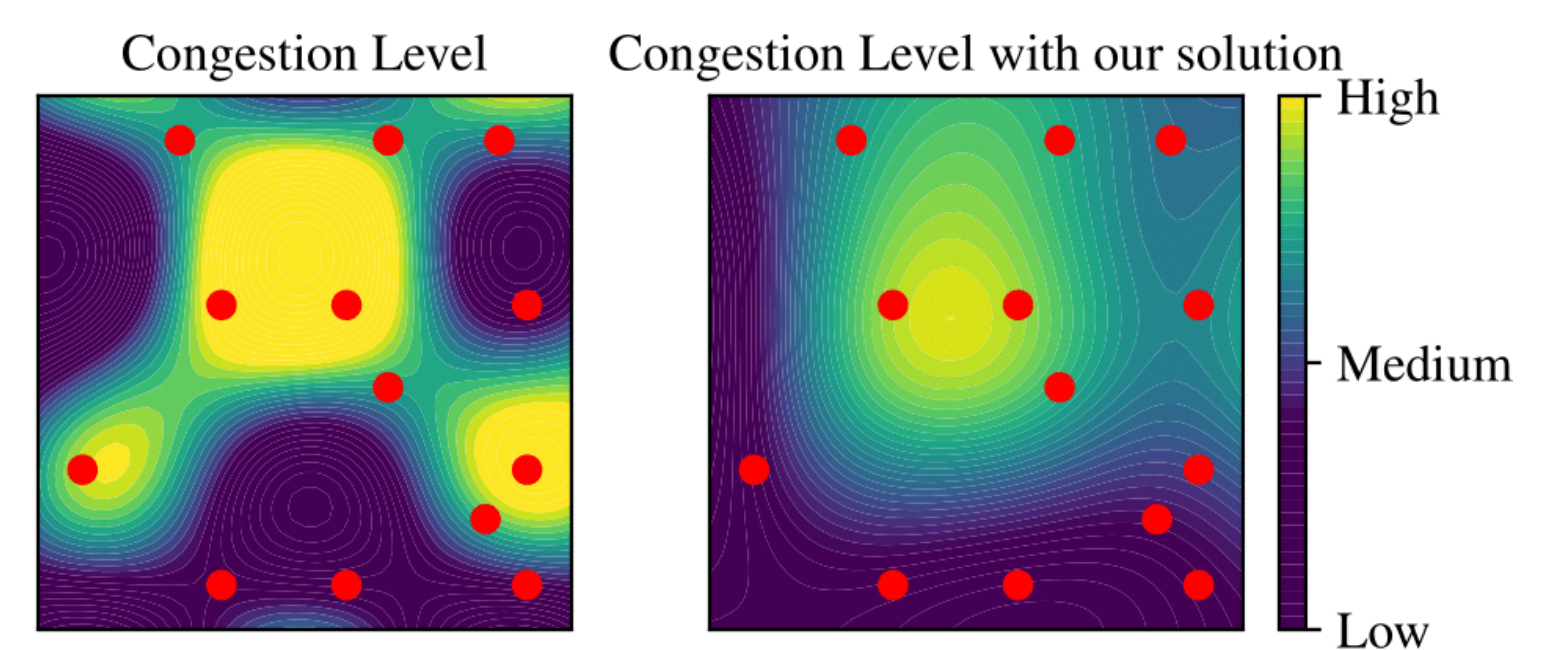 Congestion Level
Congestion Level with our solution
High
Medium
Low